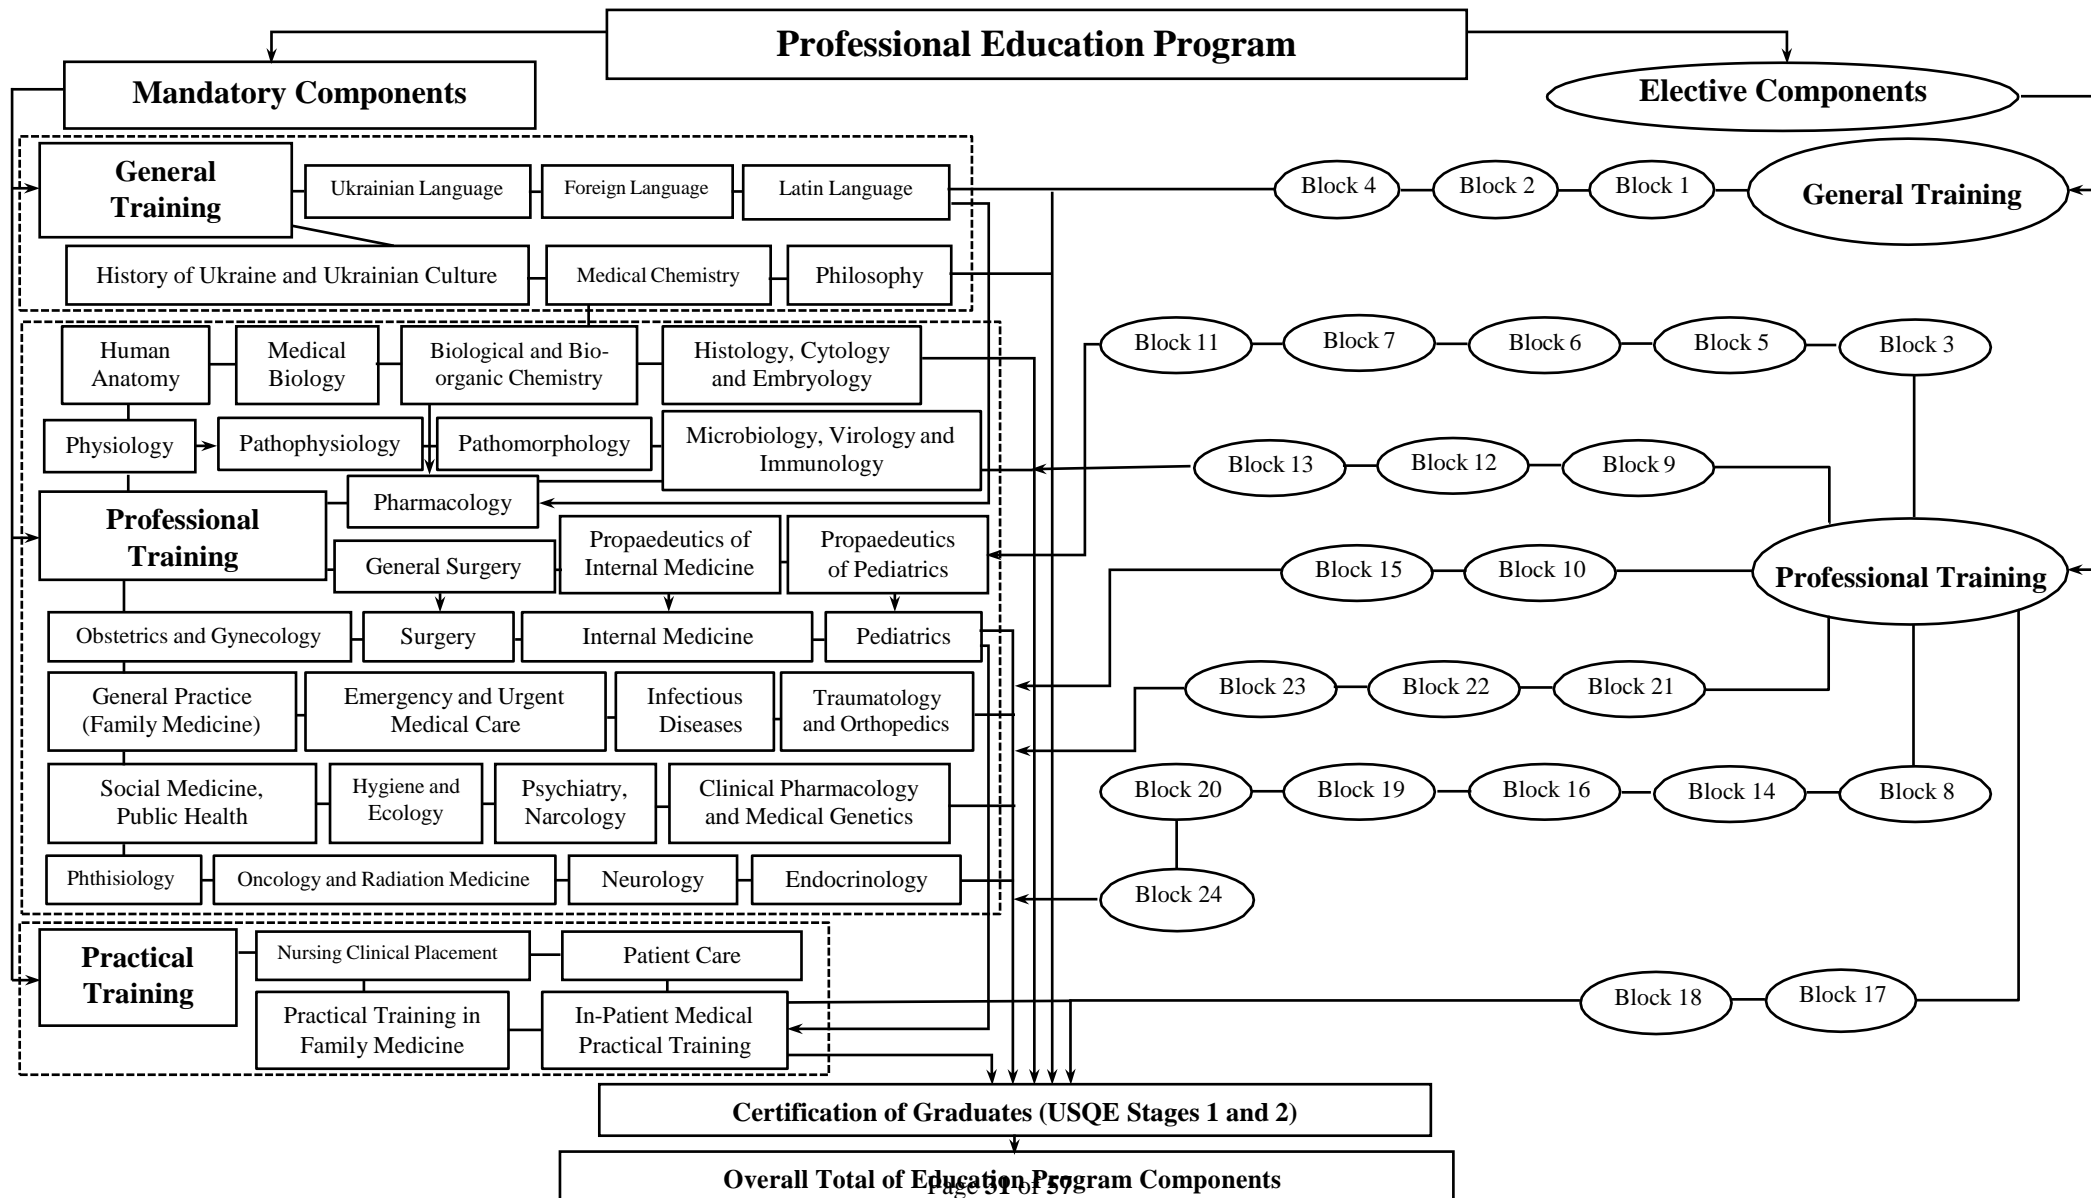 Professional Education Program
Mandatory Components
Elective Components
General
Training
Ukrainian Language
Foreign Language
Latin Language
Block 4
Block 2
Block 1
General Training
History of Ukraine and Ukrainian Culture
Medical Chemistry
Philosophy
Human
Anatomy
Medical
Biology
Biological and Bio-
organic Chemistry
Histology, Cytology
and Embryology
Block 11
Block 7
Block 6
Block 5
Block 3
Physiology
Pathophysiology
Pathomorphology
Microbiology, Virology and
Immunology
Block 13
Block 12
Block 9
Pharmacology
Professional
Training
General Surgery
Propaedeutics of
Internal Medicine
Propaedeutics
of Pediatrics
Block 15
Block 10
Professional Training
Obstetrics and Gynecology
Surgery
Internal Medicine
Pediatrics
General Practice
(Family Medicine)
Emergency and Urgent
Medical Care
Infectious
Diseases
Traumatology
and Orthopedics
Block 23
Block 22
Block 21
Social Medicine,
Public Health
Hygiene and
Ecology
Psychiatry,
Narcology
Clinical Pharmacology
and Medical Genetics
Block 20
Block 19
Block 16
Block 14
Block 8
Phthisiology
Oncology and Radiation Medicine
Neurology
Endocrinology
Block 24
Practical
Training
Nursing Clinical Placement
Patient Care
Practical Training in
Family Medicine
In-Patient Medical
Practical Training
Block 18
Block 17
Certification of Graduates (USQE Stages 1 and 2)
Overall Total of Education Program Components
Page 31 of 57